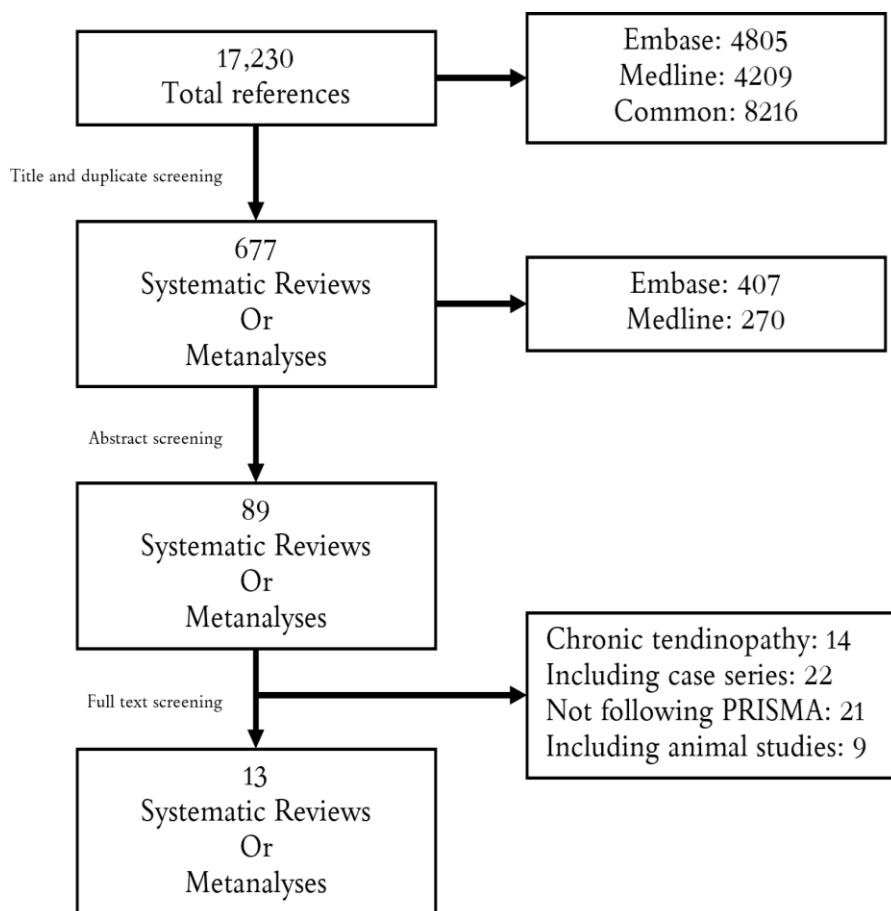 17,230
Total references
Embase: 4805
Medline: 4209
Common: 8216
Title and duplicate screening
677
Systematic Reviews
Or
Metanalyses
Embase: 407
Medline: 270
Abstract screening
89
Systematic Reviews
Or
Metanalyses
Chronic tendinopathy: 14
Including case series: 22
Not following PRISMA: 21
Including animal studies: 9
Full text screening
13
Systematic Reviews
Or
Metanalyses